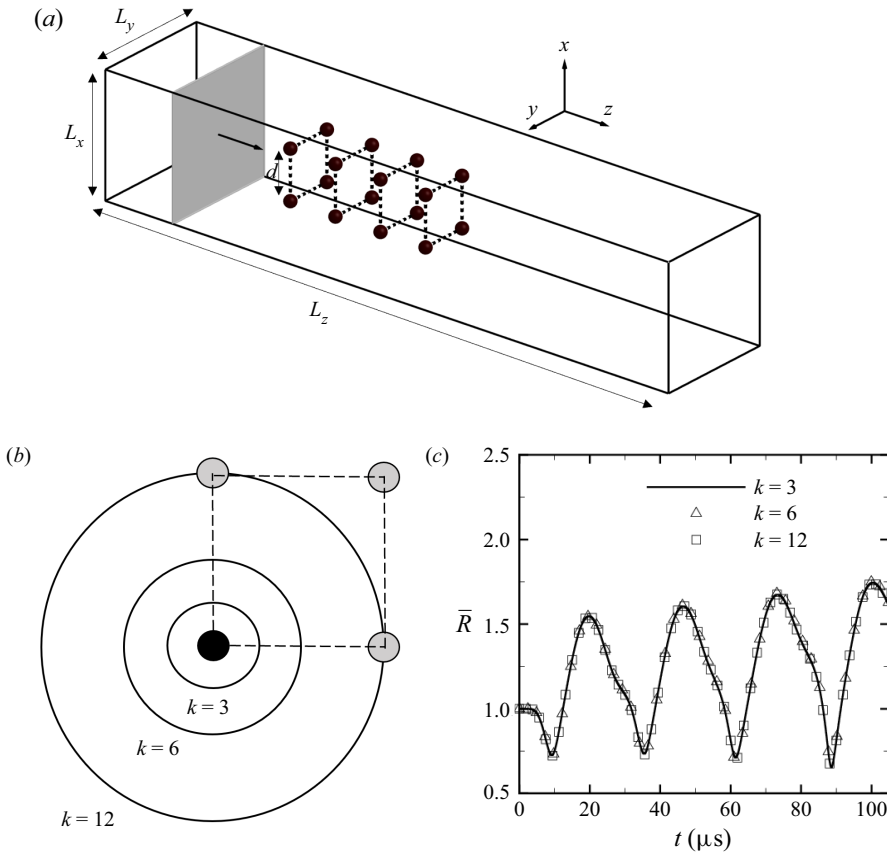 (a)
L_y
x
y
z
L_x
d
L_z
(b)
k = 3
k = 6
k = 12
(c)
2.5
2.0
1.5
1.0
0.5
R̅
k = 3
k = 6
k = 12
0
20
40
60
80
100
t (μs)